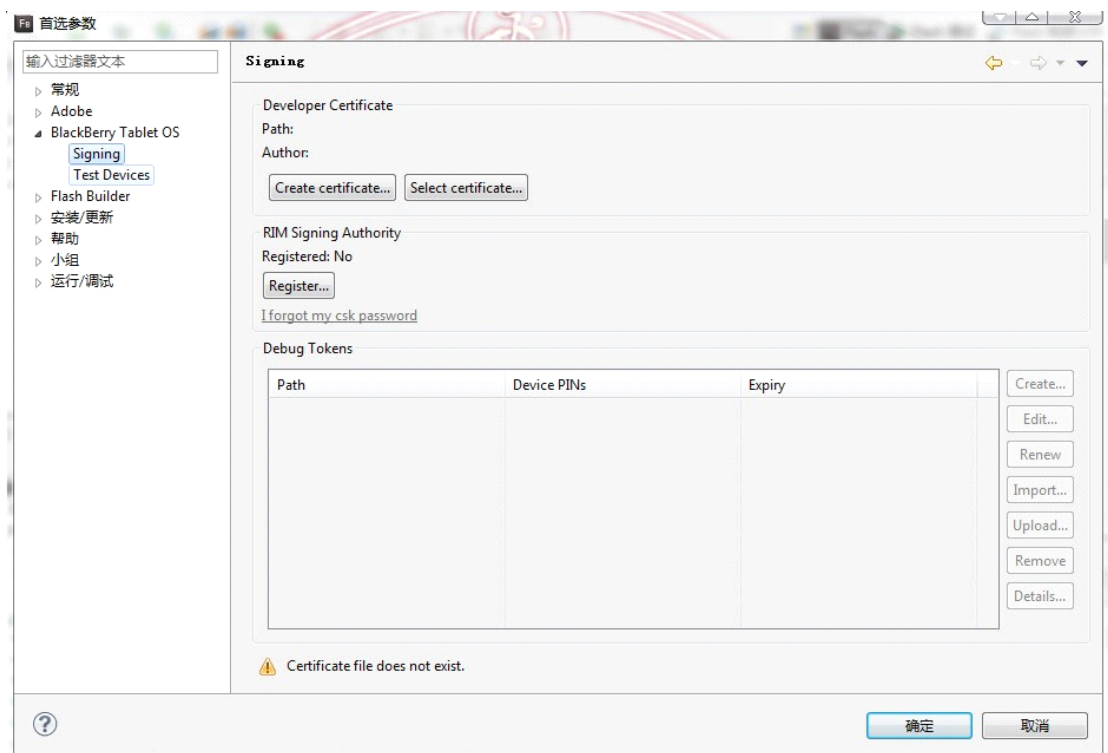 Fb 首选参数
输入过滤器文本
常规
Adobe
BlackBerry Tablet OS
Signing
Test Devices
Flash Builder
安装/更新
帮助
小组
运行/调试
Signing
Developer Certificate
Path:
Author:
Create certificate... Select certificate...
RIM Signing Authority
Registered: No
Register...
I forgot my csk password
Debug Tokens
Path Device PINs Expiry
Create...
Edit...
Renew
Import...
Upload...
Remove
Details...
Certificate file does not exist.
确定 取消